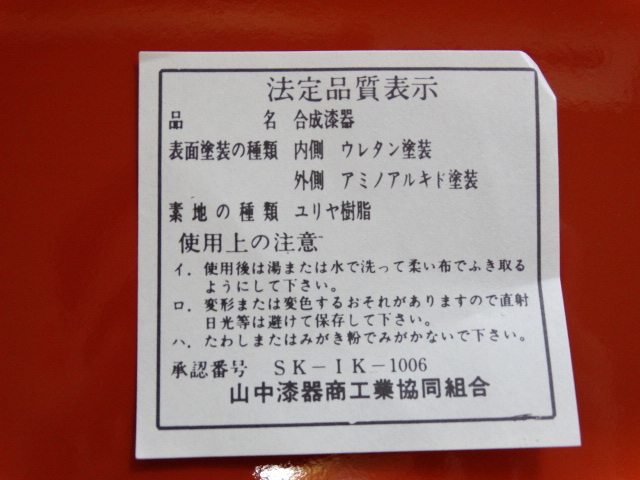 法定品質表示
品名 合成漆器
表面塗装の種類 内側 ウレタン塗装
外側 アミノアルキド塗装
素地の種類 ユリヤ樹脂
使用上の注意
イ．使用後は湯または水で洗って柔い布でふき取る
ようにして下さい。
ロ．変形または変色するおそれがありますので直射
日光等は避けて保存して下さい。
ハ．たわしまたはみがき粉でみがかないで下さい。
承認番号 SK－IK－1006
山中漆器商工業協同組合